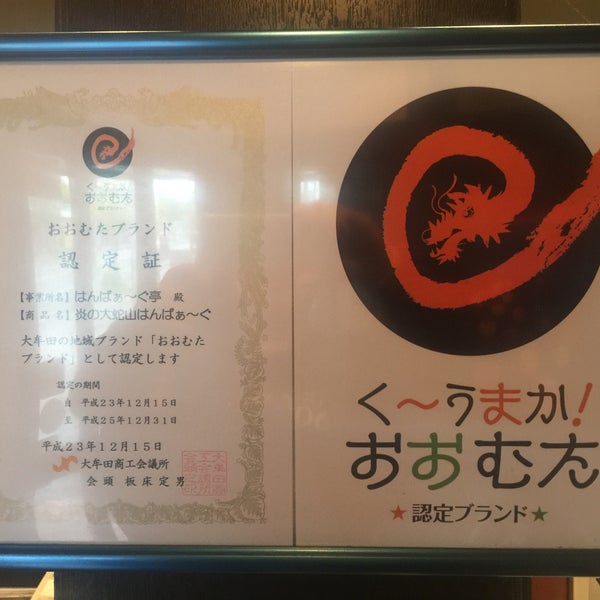 く～うまか!
おおむた
おおむたブランド
認定証
【事業所名】はんばぁ～ぐ亭 殿
【商品名】炎の大蛇山はんばぁ～ぐ
大牟田の地域ブランド「おおむた
ブランド」として認定します
認定の期間
自 平成23年12月15日
至 平成25年12月31日
平成23年12月15日
大牟田商工会議所
会頭 板床定男
く～うまか!
おおむた
★認定ブランド★